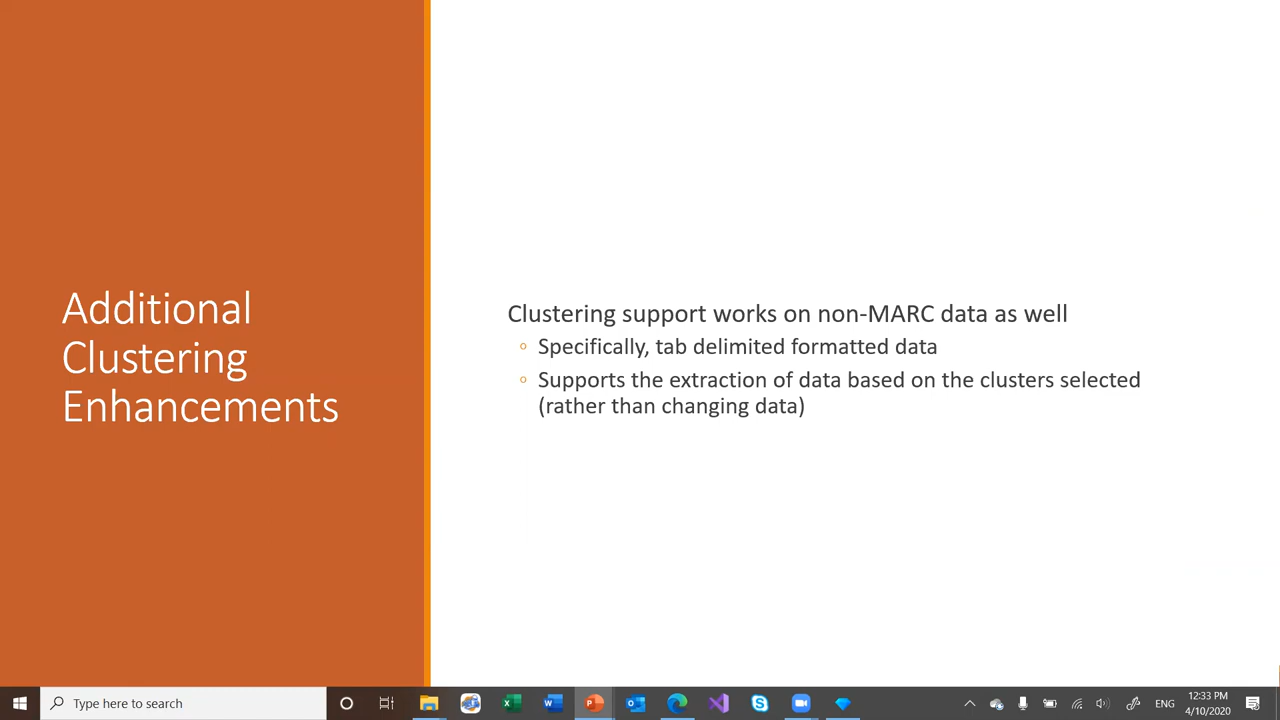 Additional
Clustering
Enhancements
Clustering support works on non-MARC data as well
Specifically, tab delimited formatted data
Supports the extraction of data based on the clusters selected
(rather than changing data)
Type here to search
ENG
12:33 PM
4/10/2020